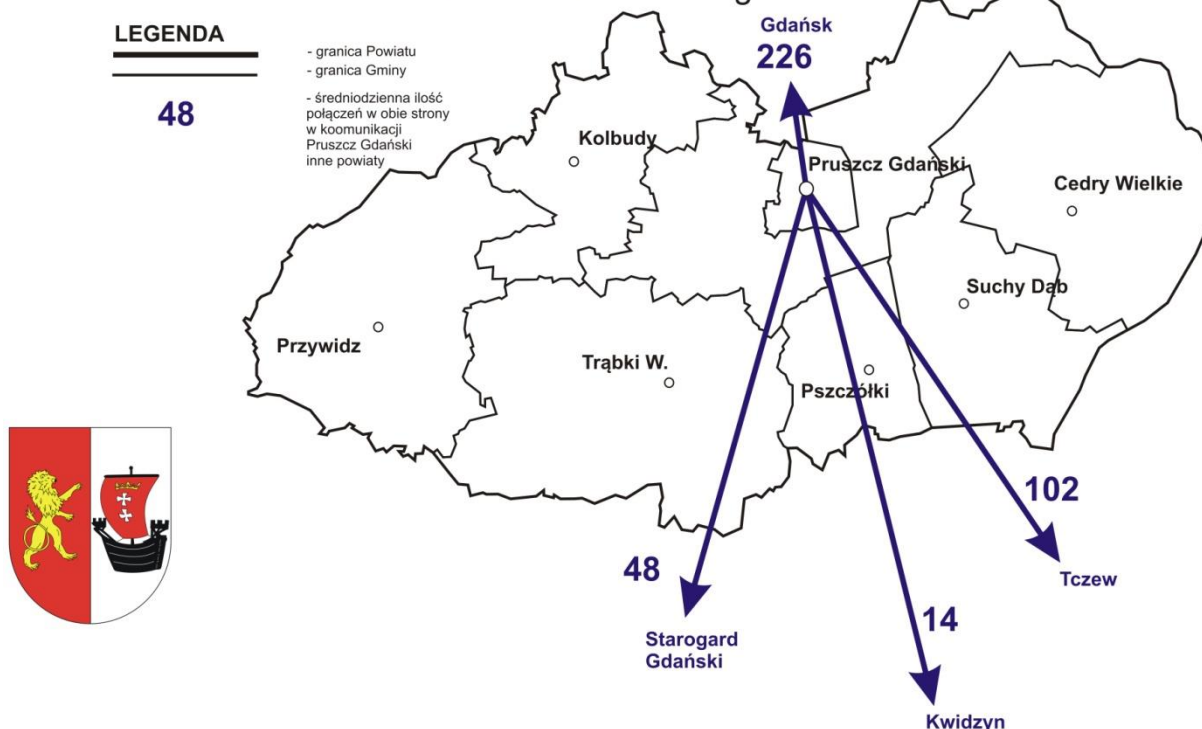 LEGENDA
- granica Powiatu
- granica Gminy
48
- średniodzienna ilość
połączeń w obie strony
w koomunikacji
Pruszcz Gdański
inne powiaty
Gdańsk
226
Kolbudy
Pruszcz Gdański
Cedry Wielkie
Suchy Dąb
Przywidz
Trąbki W.
Pszczółki
102
Tczew
48
Starogard
Gdański
14
Kwidzyn